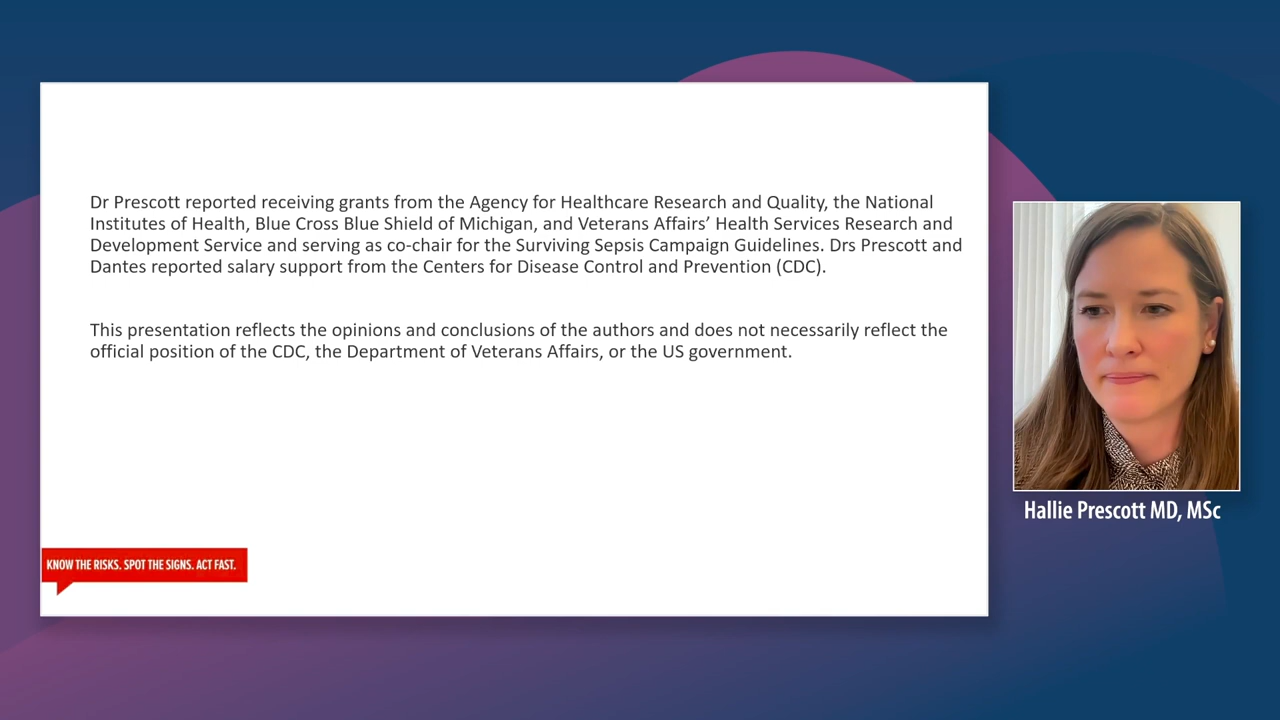 Dr Prescott reported receiving grants from the Agency for Healthcare Research and Quality, the National
Institutes of Health, Blue Cross Blue Shield of Michigan, and Veterans Affairs’ Health Services Research and
Development Service and serving as co-chair for the Surviving Sepsis Campaign Guidelines. Drs Prescott and
Dantes reported salary support from the Centers for Disease Control and Prevention (CDC).
This presentation reflects the opinions and conclusions of the authors and does not necessarily reflect the
official position of the CDC, the Department of Veterans Affairs, or the US government.
KNOW THE RISKS. SPOT THE SIGNS. ACT FAST.
Hallie Prescott MD, MSc